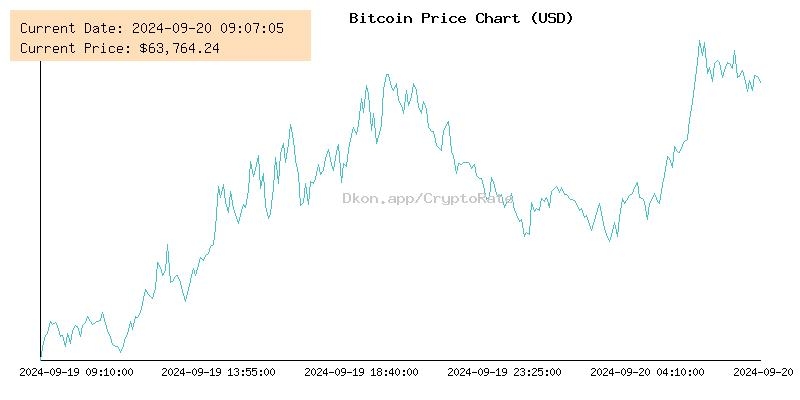 Bitcoin Price Chart (USD)
Current Date: 2024-09-20 09:07:05
Current Price: $63,764.24
Dkon.app/CryptoRate
2024-09-19 09:10:00 2024-09-19 13:55:00 2024-09-19 18:40:00 2024-09-19 23:25:00 2024-09-20 04:10:00 2024-09-20